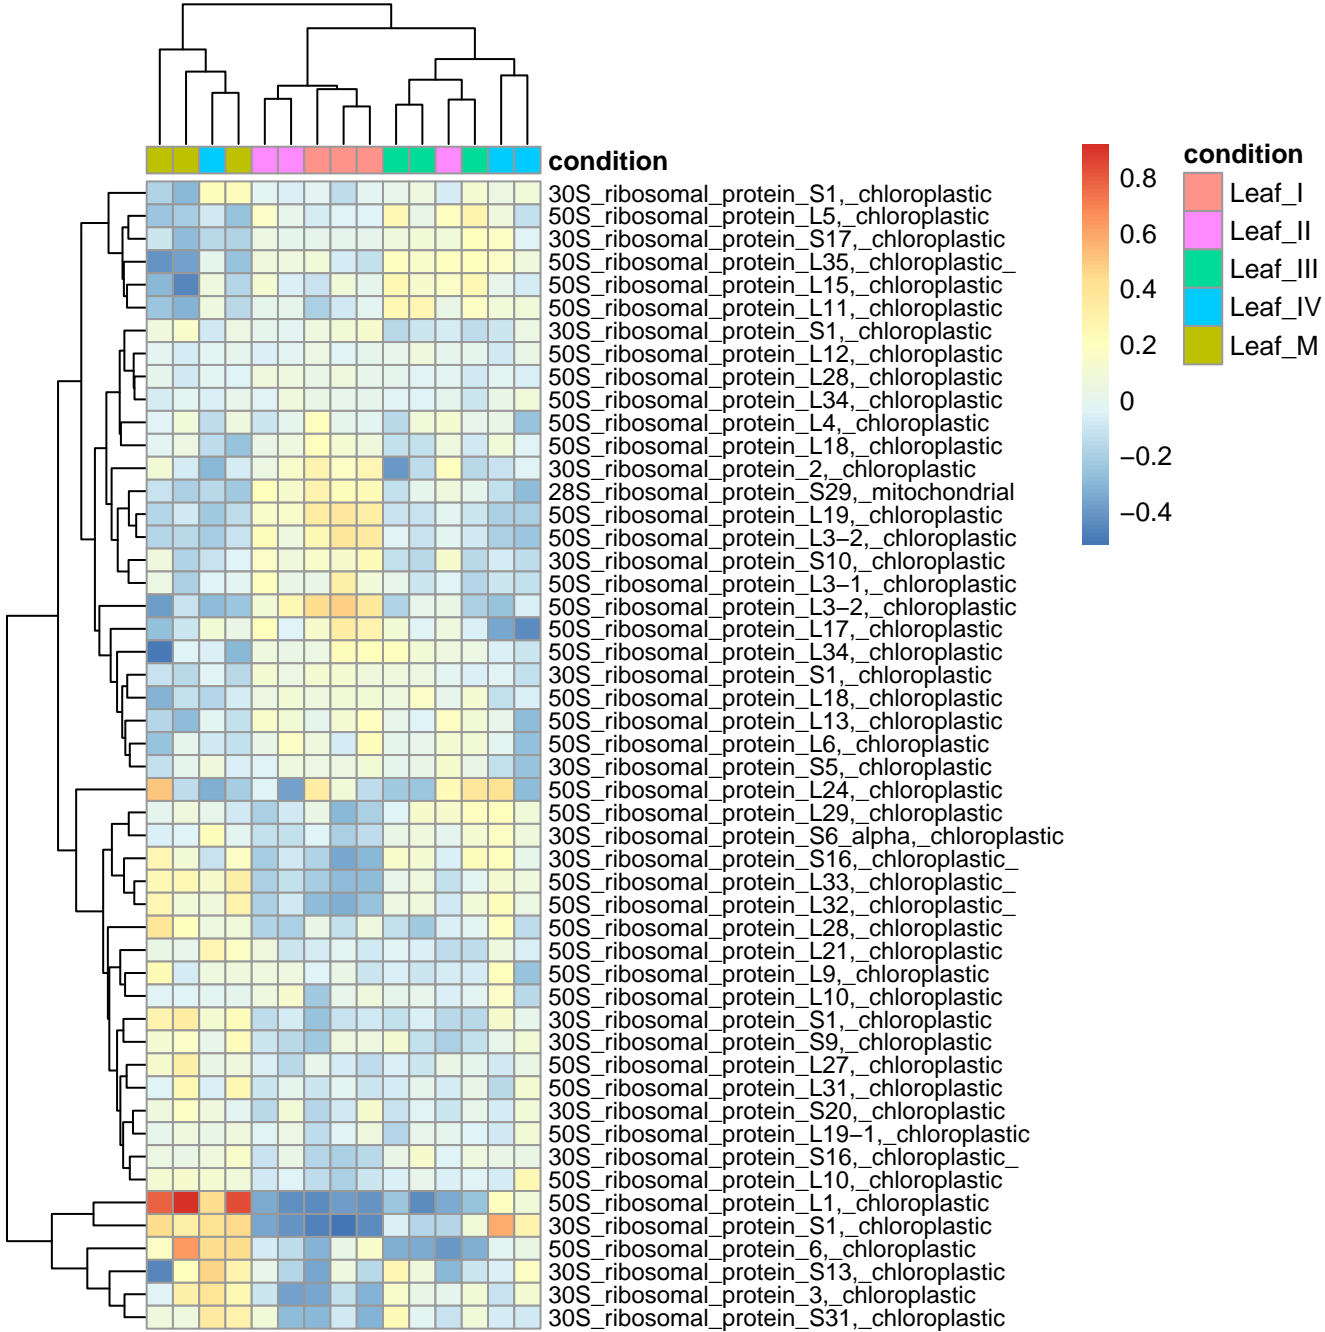 condition
30S_ribosomal_protein_S1,_chloroplastic
50S_ribosomal_protein_L5,_chloroplastic
30S_ribosomal_protein_S17,_chloroplastic
50S_ribosomal_protein_L35,_chloroplastic_
50S_ribosomal_protein_L15,_chloroplastic
50S_ribosomal_protein_L11,_chloroplastic
30S_ribosomal_protein_S1,_chloroplastic
50S_ribosomal_protein_L12,_chloroplastic
50S_ribosomal_protein_L28,_chloroplastic
50S_ribosomal_protein_L34,_chloroplastic
50S_ribosomal_protein_L4,_chloroplastic
50S_ribosomal_protein_L18,_chloroplastic
30S_ribosomal_protein_2,_chloroplastic
28S_ribosomal_protein_S29,_mitochondrial
50S_ribosomal_protein_L19,_chloroplastic
50S_ribosomal_protein_L3−2,_chloroplastic
30S_ribosomal_protein_S10,_chloroplastic
50S_ribosomal_protein_L3−1,_chloroplastic
50S_ribosomal_protein_L3−2,_chloroplastic
50S_ribosomal_protein_L17,_chloroplastic
50S_ribosomal_protein_L34,_chloroplastic
30S_ribosomal_protein_S1,_chloroplastic
50S_ribosomal_protein_L18,_chloroplastic
50S_ribosomal_protein_L13,_chloroplastic
50S_ribosomal_protein_L6,_chloroplastic
30S_ribosomal_protein_S5,_chloroplastic
50S_ribosomal_protein_L24,_chloroplastic
50S_ribosomal_protein_L29,_chloroplastic
30S_ribosomal_protein_S6_alpha,_chloroplastic
30S_ribosomal_protein_S16,_chloroplastic_
50S_ribosomal_protein_L33,_chloroplastic_
50S_ribosomal_protein_L32,_chloroplastic_
50S_ribosomal_protein_L28,_chloroplastic
50S_ribosomal_protein_L21,_chloroplastic
50S_ribosomal_protein_L9,_chloroplastic
50S_ribosomal_protein_L10,_chloroplastic
30S_ribosomal_protein_S1,_chloroplastic
30S_ribosomal_protein_S9,_chloroplastic
50S_ribosomal_protein_L27,_chloroplastic
50S_ribosomal_protein_L31,_chloroplastic
30S_ribosomal_protein_S20,_chloroplastic
50S_ribosomal_protein_L19−1,_chloroplastic
30S_ribosomal_protein_S16,_chloroplastic_
50S_ribosomal_protein_L10,_chloroplastic
50S_ribosomal_protein_L1,_chloroplastic
30S_ribosomal_protein_S1,_chloroplastic
50S_ribosomal_protein_6,_chloroplastic
30S_ribosomal_protein_S13,_chloroplastic
30S_ribosomal_protein_3,_chloroplastic
30S_ribosomal_protein_S31,_chloroplastic
0.8
0.6
0.4
0.2
0
−0.2
−0.4
condition
Leaf_I
Leaf_II
Leaf_III
Leaf_IV
Leaf_M